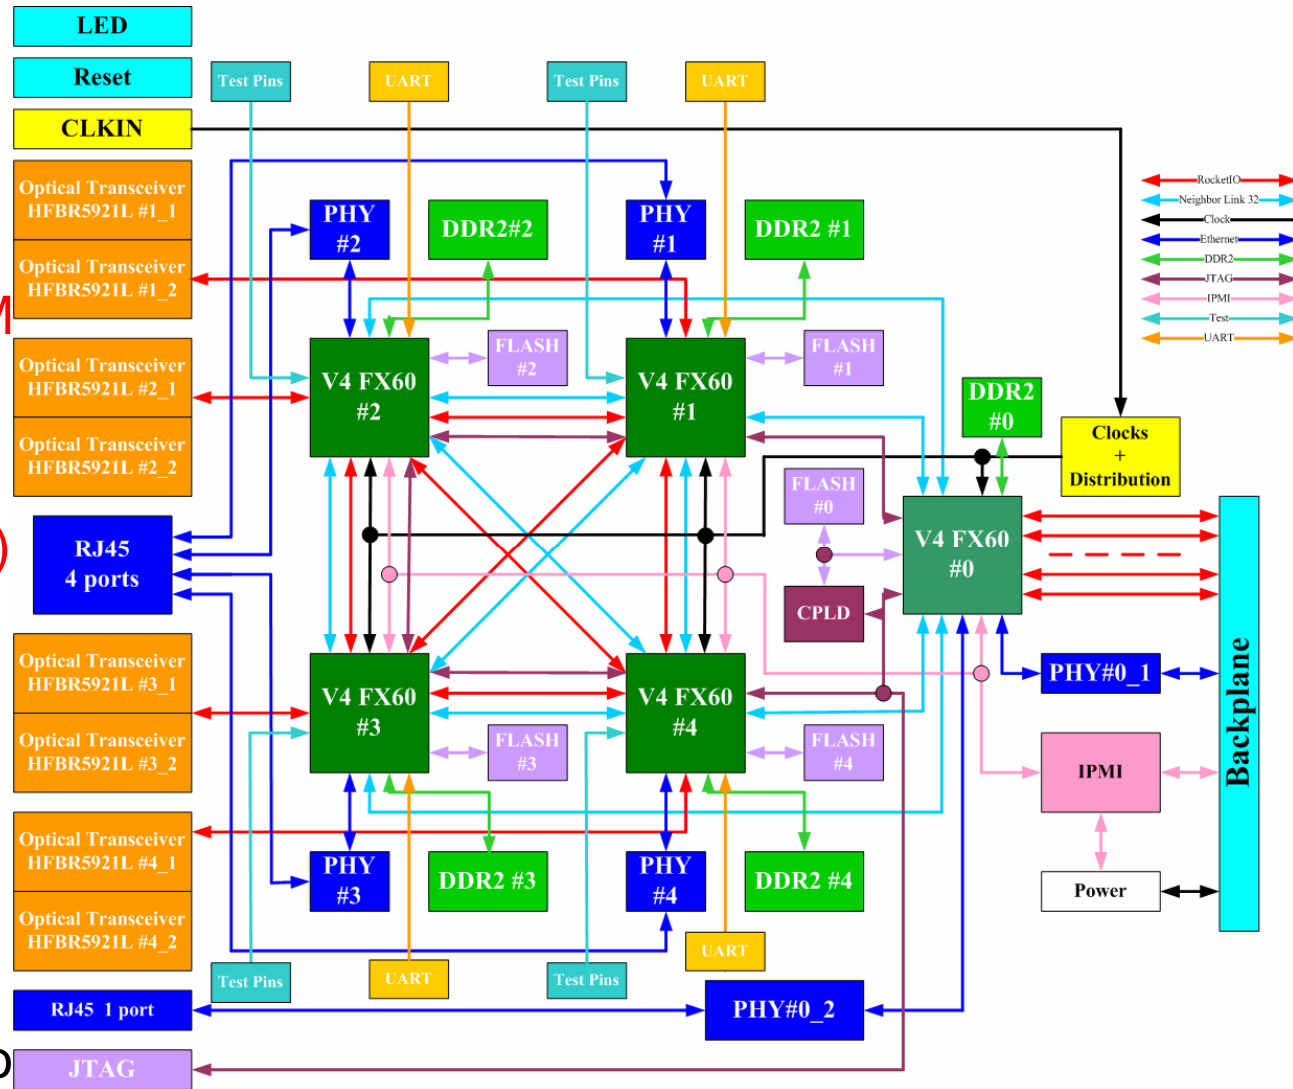 LED
Reset
CLKIN
Test Pins
UART
Test Pins
UART
Optical Transceiver
HFBR5921L #1_1
Optical Transceiver
HFBR5921L #1_2
M
Optical Transceiver
HFBR5921L #2_1
Optical Transceiver
HFBR5921L #2_2
)
RJ45
4 ports
Optical Transceiver
HFBR5921L #3_1
Optical Transceiver
HFBR5921L #3_2
Optical Transceiver
HFBR5921L #4_1
Optical Transceiver
HFBR5921L #4_2
RJ45 1 port
JTAG
PHY
#2
DDR2#2
PHY
#1
DDR2 #1
V4 FX60
#2
FLASH
#2
V4 FX60
#1
FLASH
#1
RocketIO
Neighbor Link 32
Clock
Ethernet
DDR2
JTAG
IPMI
Test
UART
DDR2
#0
Clocks
+
Distribution
FLASH
#0
V4 FX60
#0
CPLD
V4 FX60
#3
FLASH
#3
V4 FX60
#4
FLASH
#4
PHY#0_1
IPMI
Power
Backplane
PHY
#3
DDR2 #3
PHY
#4
DDR2 #4
Test Pins
UART
Test Pins
UART
PHY#0_2